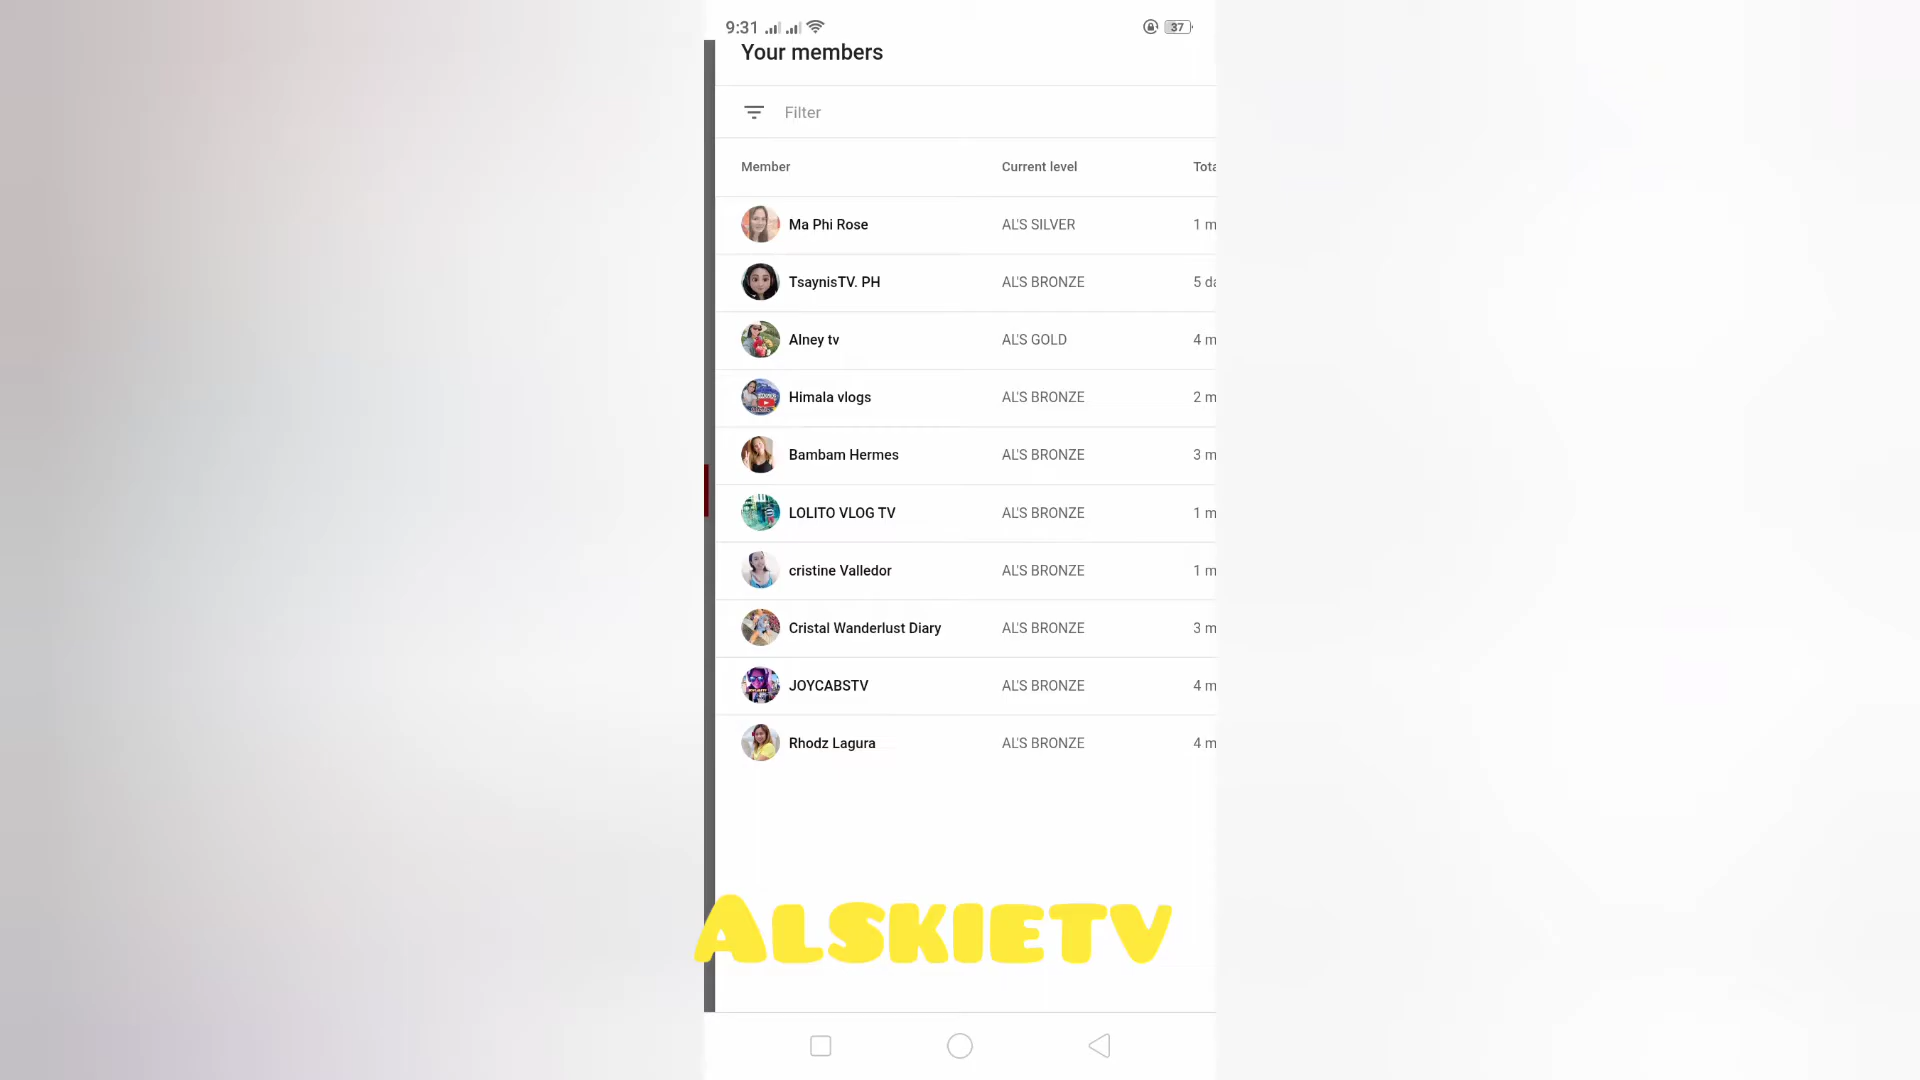 9:31 37
Your members
Filter
Member Current level Tota
Ma Phi Rose AL'S SILVER 1 m
TsaynisTV. PH AL'S BRONZE 5 da
Alney tv AL'S GOLD 4 m
Himala vlogs AL'S BRONZE 2 m
Bambam Hermes AL'S BRONZE 3 m
LOLITO VLOG TV AL'S BRONZE 1 m
cristine Valledor AL'S BRONZE 1 m
Cristal Wanderlust Diary AL'S BRONZE 3 m
JOYCABSTV AL'S BRONZE 4 m
Rhodz Lagura AL'S BRONZE 4 m
ALSKIETV